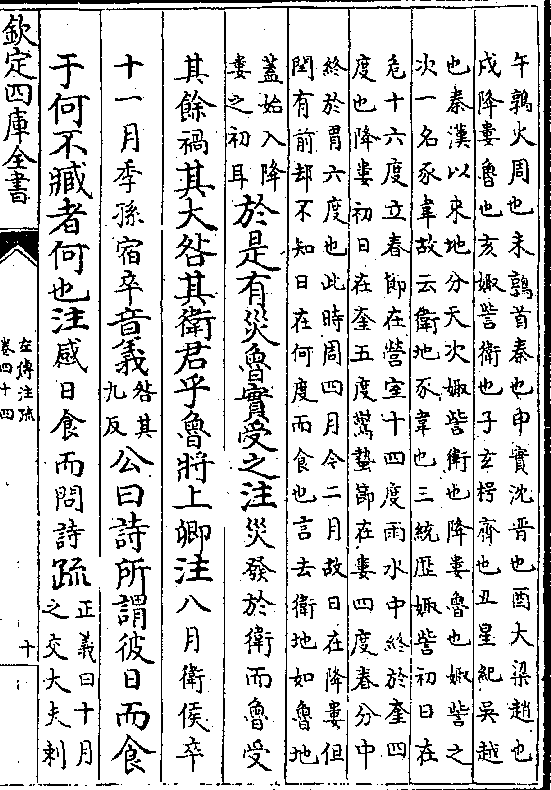 午鶉火周也未鶉首秦也申實沈晉也酉大梁趙也
戌降婁魯也亥娵訾衛也子玄枵齊也丑星紀吳越
也秦漢以來地分天次娵訾衛也降婁魯也娵訾之
次一名豕韋故云衛地豕韋也三統歴娵訾初日在
危十六度立春節在營室十四度雨水中終於奎四
度也降婁初日在奎五度驚蟄節在婁四度春分中
終於胃六度也此時周四月今二月故日在降婁但
閏有前却不知日在何度而食也言去衛地如魯地
蓋始入降
婁之初耳
於是有災魯實受之注災發於衛而魯受
其餘禍其大咎其衛君乎魯將上卿注八月衛侯卒
十一月季孫宿卒音義
咎其
九反
公曰詩所謂彼日而食
于何不臧者何也注感日食而問詩疏
正義曰十月
之交大夫刺
欽定四庫全書
左傳注疏
卷四十四
十